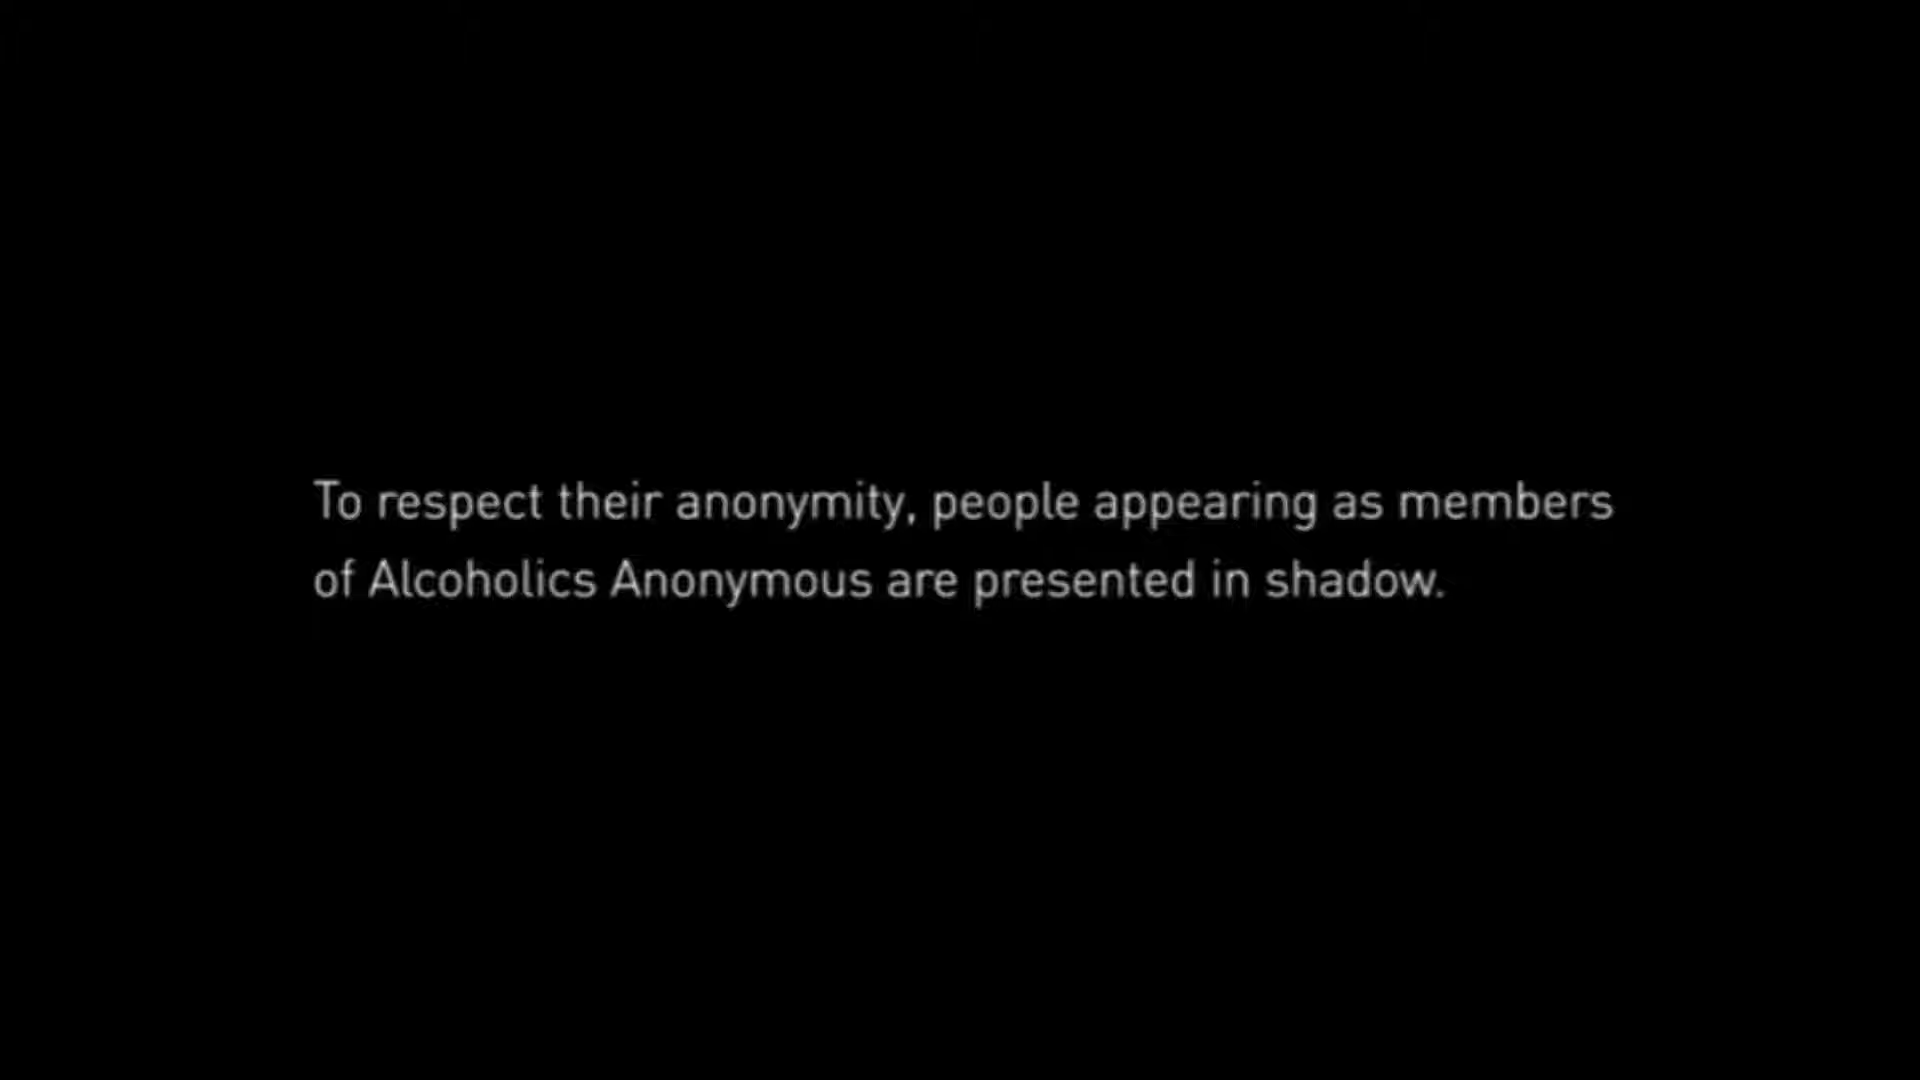 To respect their anonymity, people appearing as members
of Alcoholics Anonymous are presented in shadow.